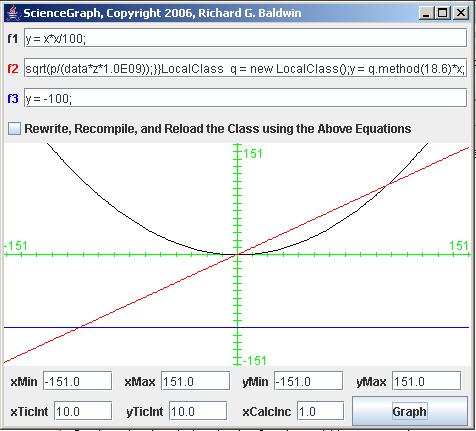 ScienceGraph, Copyright 2006, Richard G. Baldwin
f1 y = x*x/100;
f2 sqrt(p/(data*z*1.0E09));}}LocalClass q = new LocalClass();y = q.method(18.6)*x;
f3 y = -100;
Rewrite, Recompile, and Reload the Class using the Above Equations
151
-151 151
-151
xMin -151.0 xMax 151.0 yMin -151.0 yMax 151.0
xTicInt 10.0 yTicInt 10.0 xCalcInc 1.0 Graph